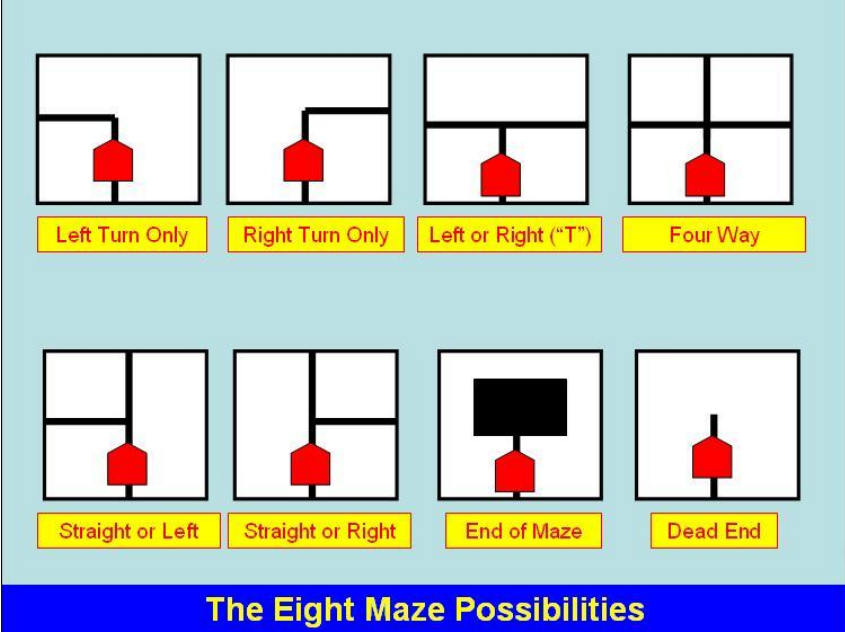 Left Turn Only
Right Turn Only
Left or Right (“T”)
Four Way
Straight or Left
Straight or Right
End of Maze
Dead End
The Eight Maze Possibilities